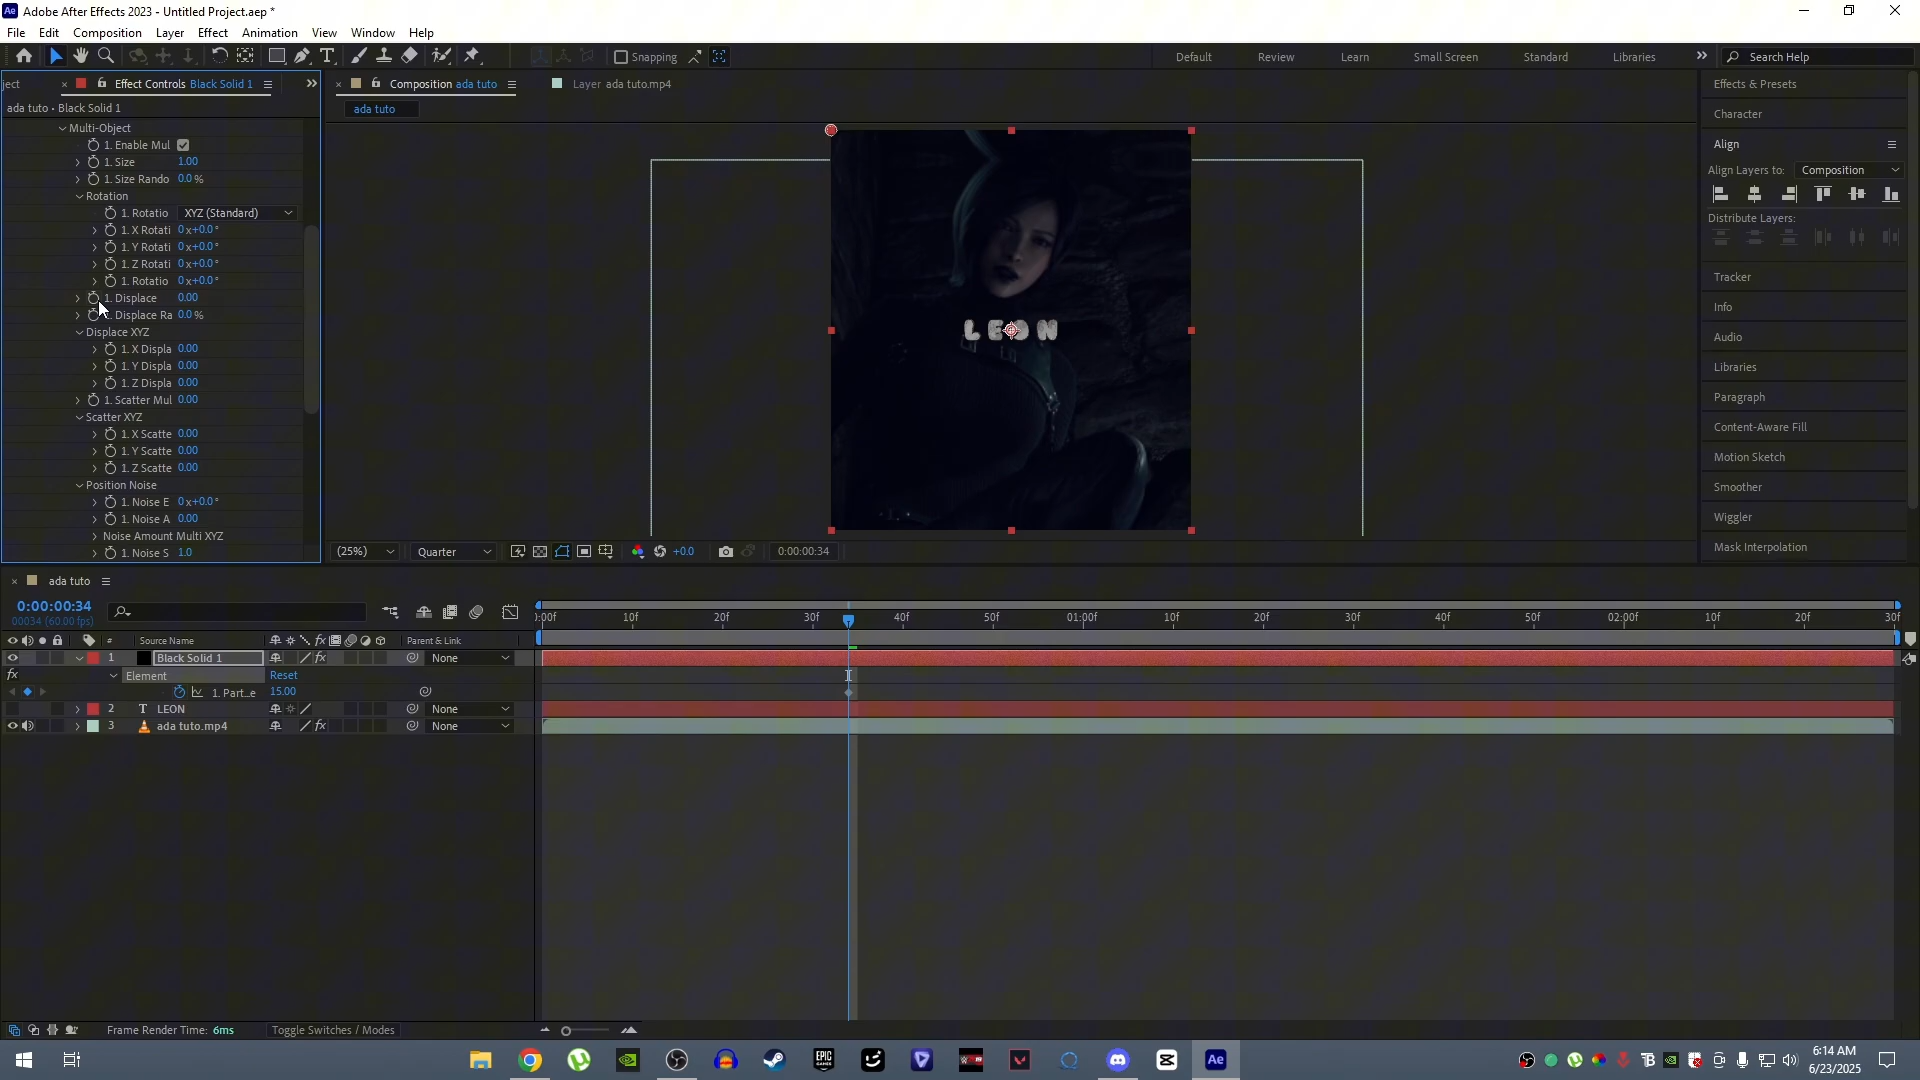 Adobe After Effects 2023 - Untitled Project.aep *
File Edit Composition Layer Effect Animation View Window Help
Snapping
Default Review Learn Small Screen Standard Libraries
Search Help
ject Effect Controls Black Solid 1
Composition ada tuto
Layer ada tuto.mp4
ada tuto • Black Solid 1
ada tuto
Multi-Object
1. Enable Mul
1. Size 1.00
1. Size Rando 0.0 %
Rotation
1. Rotatio XYZ (Standard)
1. X Rotati 0 x+0.0 °
1. Y Rotati 0 x+0.0 °
1. Z Rotati 0 x+0.0 °
1. Rotatio 0 x+0.0 °
1. Displace 0.00
. Displace Ra 0.0 %
Displace XYZ
1. X Displa 0.00
1. Y Displa 0.00
1. Z Displa 0.00
1. Scatter Mul 0.00
Scatter XYZ
1. X Scatte 0.00
1. Y Scatte 0.00
1. Z Scatte 0.00
Position Noise
1. Noise E 0 x+0.0 °
1. Noise A 0.00
Noise Amount Multi XYZ
1. Noise S 1.0
LEON
(25%) Quarter +0.0 0:00:00:34
Effects & Presets
Character
Align
Align Layers to: Composition
Distribute Layers:
Tracker
Info
Audio
Libraries
Paragraph
Content-Aware Fill
Motion Sketch
Smoother
Wiggler
Mask Interpolation
ada tuto
0:00:00:34
00034 (60.00 fps)
):00f 10f 20f 30f 40f 50f 01:00f 10f 20f 30f 40f 50f 02:00f 10f 20f 30f
# Source Name Parent & Link
1 Black Solid 1 None
fx Element Reset
1. Part...e 15.00
2 T LEON None
3 ada tuto.mp4 None
Frame Render Time: 6ms Toggle Switches / Modes
6:14 AM
6/23/2025